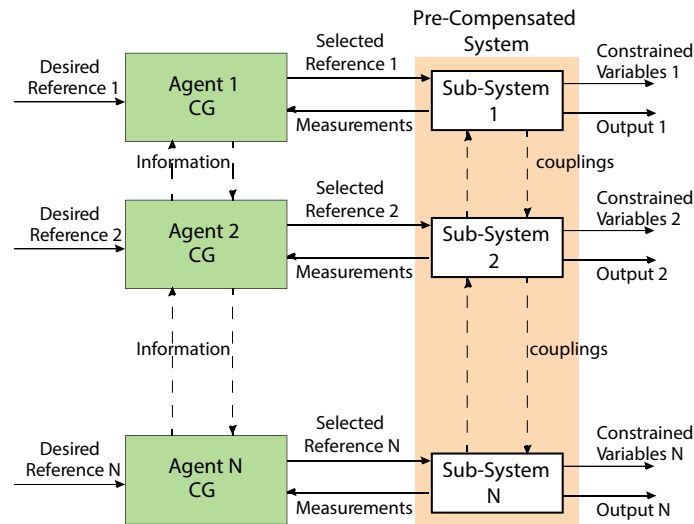 Pre-Compensated
System
Desired
Reference 1
Agent 1
CG
Selected
Reference 1
Measurements
Sub-System
1
Constrained
Variables 1
Output 1
Information
couplings
Desired
Reference 2
Agent 2
CG
Selected
Reference 2
Measurements
Sub-System
2
Constrained
Variables 2
Output 2
Information
couplings
Desired
Reference N
Agent N
CG
Selected
Reference N
Measurements
Sub-System
N
Constrained
Variables N
Output N